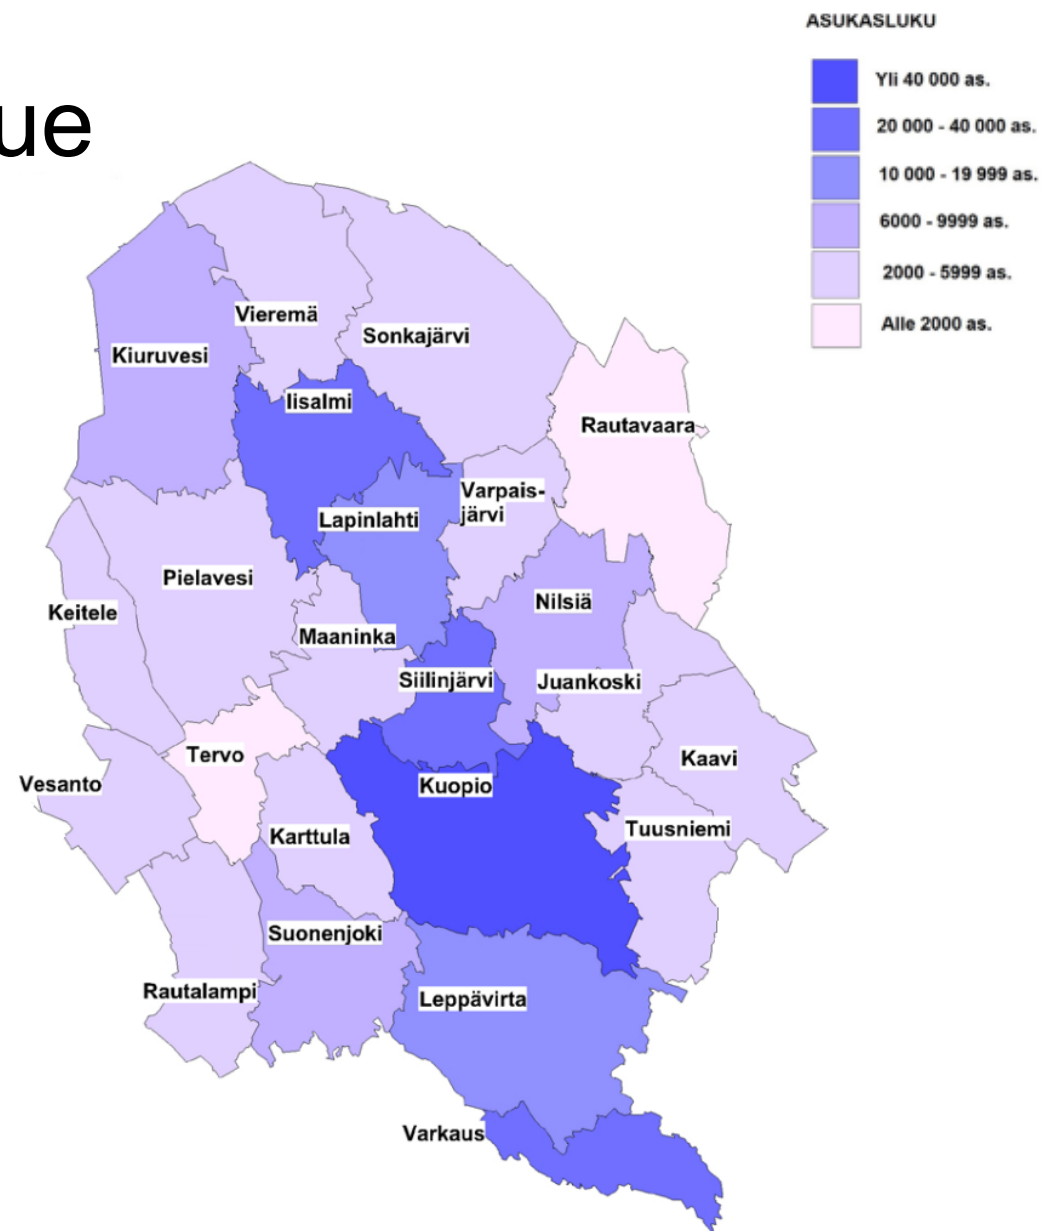 ue
ASUKASLUKU
Yli 40 000 as.
20 000 - 40 000 as.
10 000 - 19 999 as.
6000 - 9999 as.
2000 - 5999 as.
Alle 2000 as.
Vieremä
Sonkajärvi
Kiuruvesi
Iisalmi
Rautavaara
Varpais-
järvi
Lapinlahti
Pielavesi
Nilsiä
Keitele
Maaninka
Siilinjärvi
Juankoski
Tervo
Kaavi
Vesanto
Kuopio
Tuusniemi
Karttula
Suonenjoki
Rautalampi
Leppävirta
Varkaus